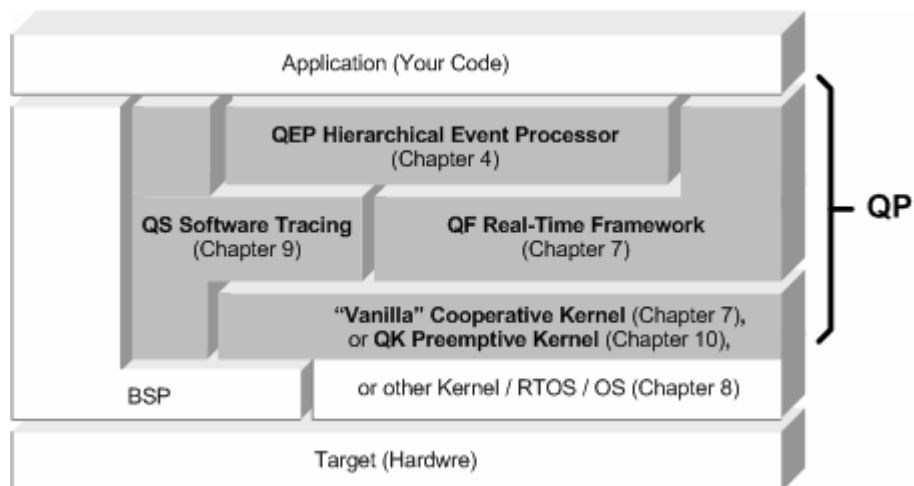 Application (Your Code)
QEP Hierarchical Event Processor
(Chapter 4)
QP
QS Software Tracing
(Chapter 9)
QF Real-Time Framework
(Chapter 7)
“Vanilla” Cooperative Kernel (Chapter 7),
or QK Preemptive Kernel (Chapter 10),
BSP
or other Kernel / RTOS / OS (Chapter 8)
Target (Hardwre)